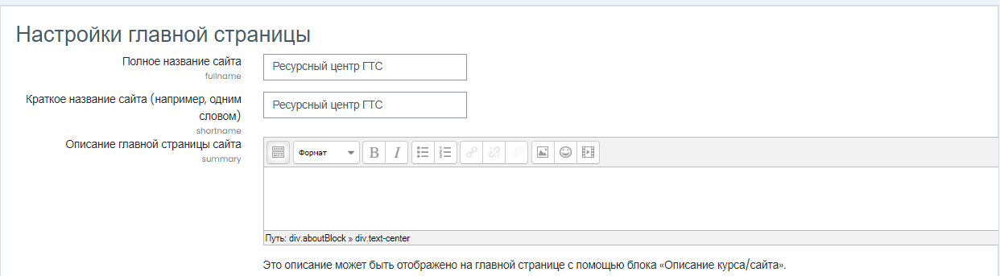 Настройки главной страницы
Полное название сайта
fullname
Ресурсный центр ГТС
Краткое название сайта (например, одним
словом)
shortname
Ресурсный центр ГТС
Описание главной страницы сайта
summary
Формат
B I
Путь: div.aboutBlock » div.text-center
Это описание может быть отображено на главной странице с помощью блока «Описание курса/сайта».